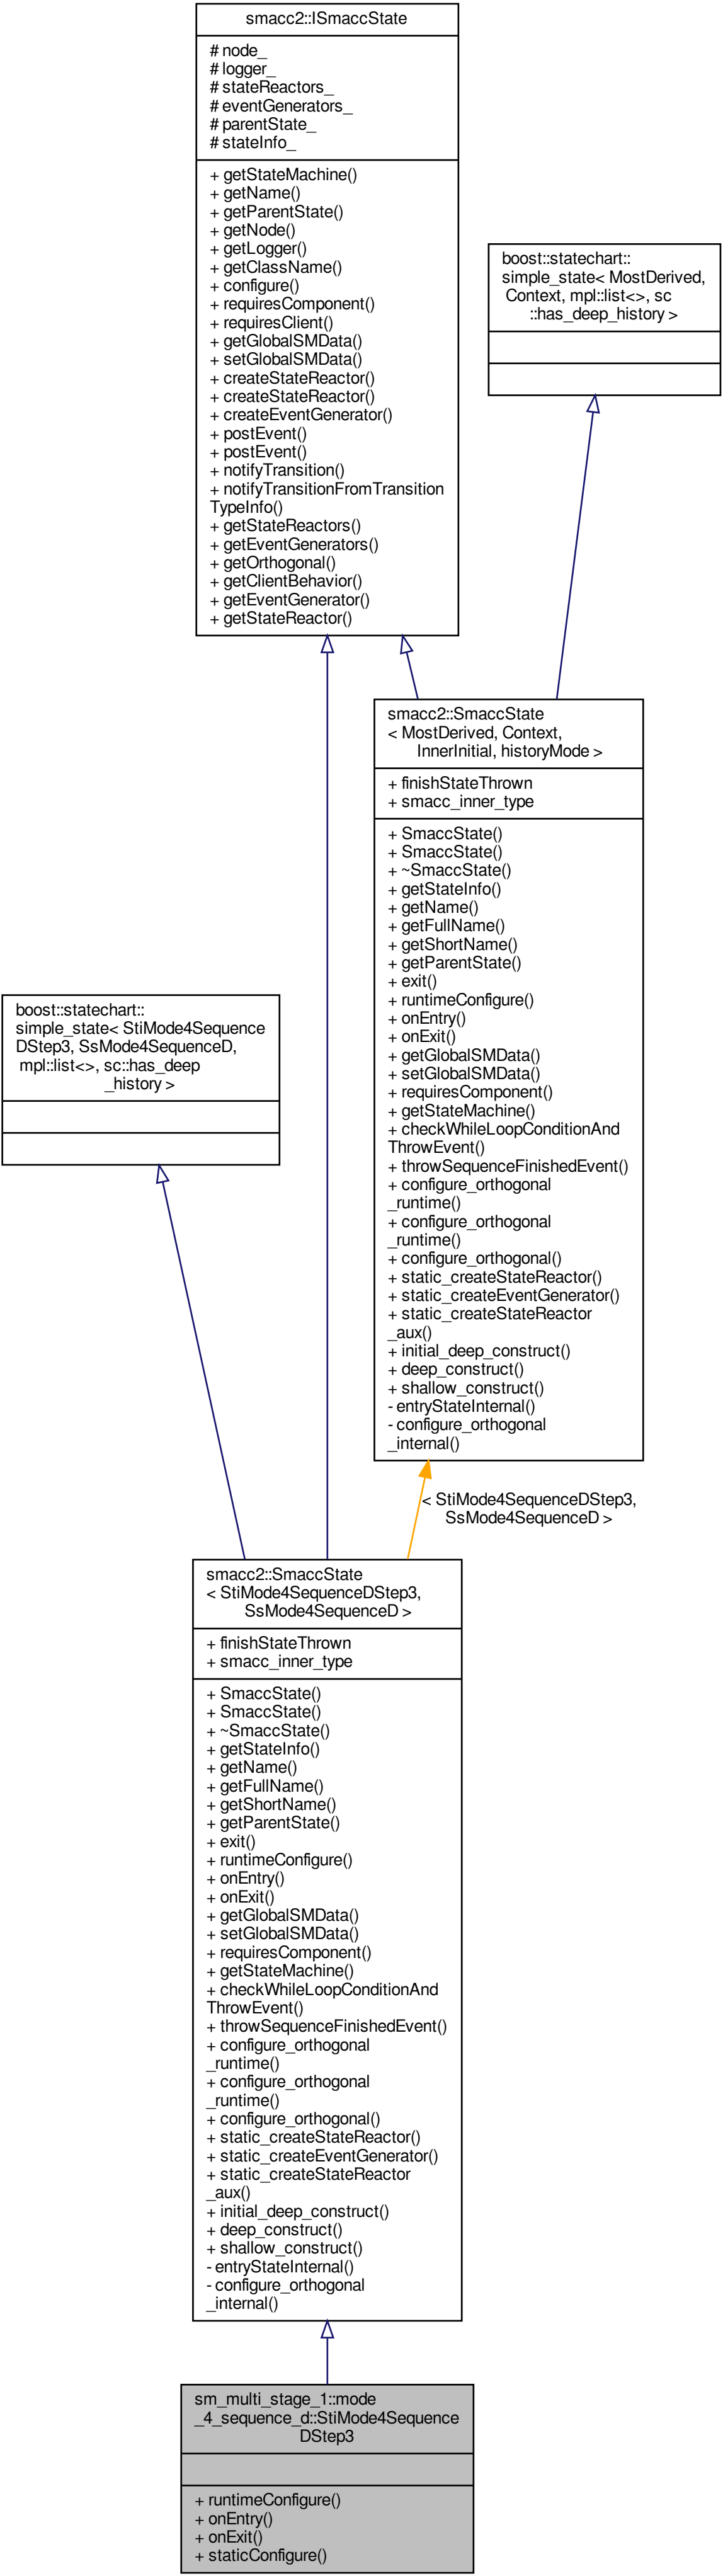 smacc2::ISmaccState
# node_
# logger_
# stateReactors_
# eventGenerators_
# parentState_
# stateInfo_
+ getStateMachine()
+ getName()
+ getParentState()
+ getNode()
+ getLogger()
+ getClassName()
+ configure()
+ requiresComponent()
+ requiresClient()
+ getGlobalSMData()
+ setGlobalSMData()
+ createStateReactor()
+ createStateReactor()
+ createEventGenerator()
+ postEvent()
+ postEvent()
+ notifyTransition()
+ notifyTransitionFromTransition
TypeInfo()
+ getStateReactors()
+ getEventGenerators()
+ getOrthogonal()
+ getClientBehavior()
+ getEventGenerator()
+ getStateReactor()
boost::statechart::
simple_state< MostDerived,
Context, mpl::list<>, sc
::has_deep_history >
smacc2::SmaccState
< MostDerived, Context,
InnerInitial, historyMode >
+ finishStateThrown
+ smacc_inner_type
+ SmaccState()
+ SmaccState()
+ ~SmaccState()
+ getStateInfo()
+ getName()
+ getFullName()
+ getShortName()
+ getParentState()
+ exit()
+ runtimeConfigure()
+ onEntry()
+ onExit()
+ getGlobalSMData()
+ setGlobalSMData()
+ requiresComponent()
+ getStateMachine()
+ checkWhileLoopConditionAnd
ThrowEvent()
+ throwSequenceFinishedEvent()
+ configure_orthogonal
_runtime()
+ configure_orthogonal
_runtime()
+ configure_orthogonal()
+ static_createStateReactor()
+ static_createEventGenerator()
+ static_createStateReactor
_aux()
+ initial_deep_construct()
+ deep_construct()
+ shallow_construct()
- entryStateInternal()
- configure_orthogonal
_internal()
boost::statechart::
simple_state< StiMode4Sequence
DStep3, SsMode4SequenceD,
mpl::list<>, sc::has_deep
_history >
< StiMode4SequenceDStep3,
SsMode4SequenceD >
smacc2::SmaccState
< StiMode4SequenceDStep3,
SsMode4SequenceD >
+ finishStateThrown
+ smacc_inner_type
+ SmaccState()
+ SmaccState()
+ ~SmaccState()
+ getStateInfo()
+ getName()
+ getFullName()
+ getShortName()
+ getParentState()
+ exit()
+ runtimeConfigure()
+ onEntry()
+ onExit()
+ getGlobalSMData()
+ setGlobalSMData()
+ requiresComponent()
+ getStateMachine()
+ checkWhileLoopConditionAnd
ThrowEvent()
+ throwSequenceFinishedEvent()
+ configure_orthogonal
_runtime()
+ configure_orthogonal
_runtime()
+ configure_orthogonal()
+ static_createStateReactor()
+ static_createEventGenerator()
+ static_createStateReactor
_aux()
+ initial_deep_construct()
+ deep_construct()
+ shallow_construct()
- entryStateInternal()
- configure_orthogonal
_internal()
sm_multi_stage_1::mode
_4_sequence_d::StiMode4Sequence
DStep3
+ runtimeConfigure()
+ onEntry()
+ onExit()
+ staticConfigure()